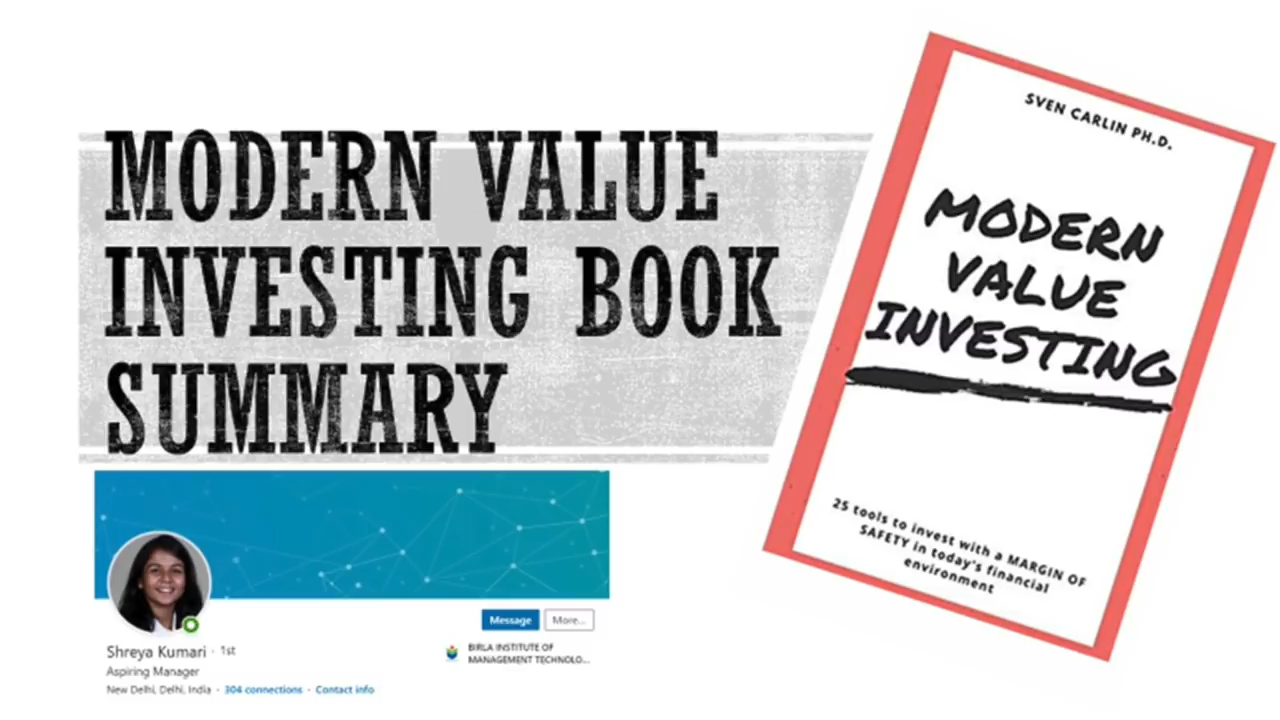 MODERN VALUE
INVESTING BOOK
SUMMARY
SVEN CARLIN PH.D.
MODERN
VALUE
INVESTING
25 tools to invest with a MARGIN OF
SAFETY in today's financial
environment
Message
More...
Shreya Kumari · 1st
BIRLA INSTITUTE OF
MANAGEMENT TECHNOLO...
Aspiring Manager
New Delhi, Delhi, India · 304 connections · Contact info